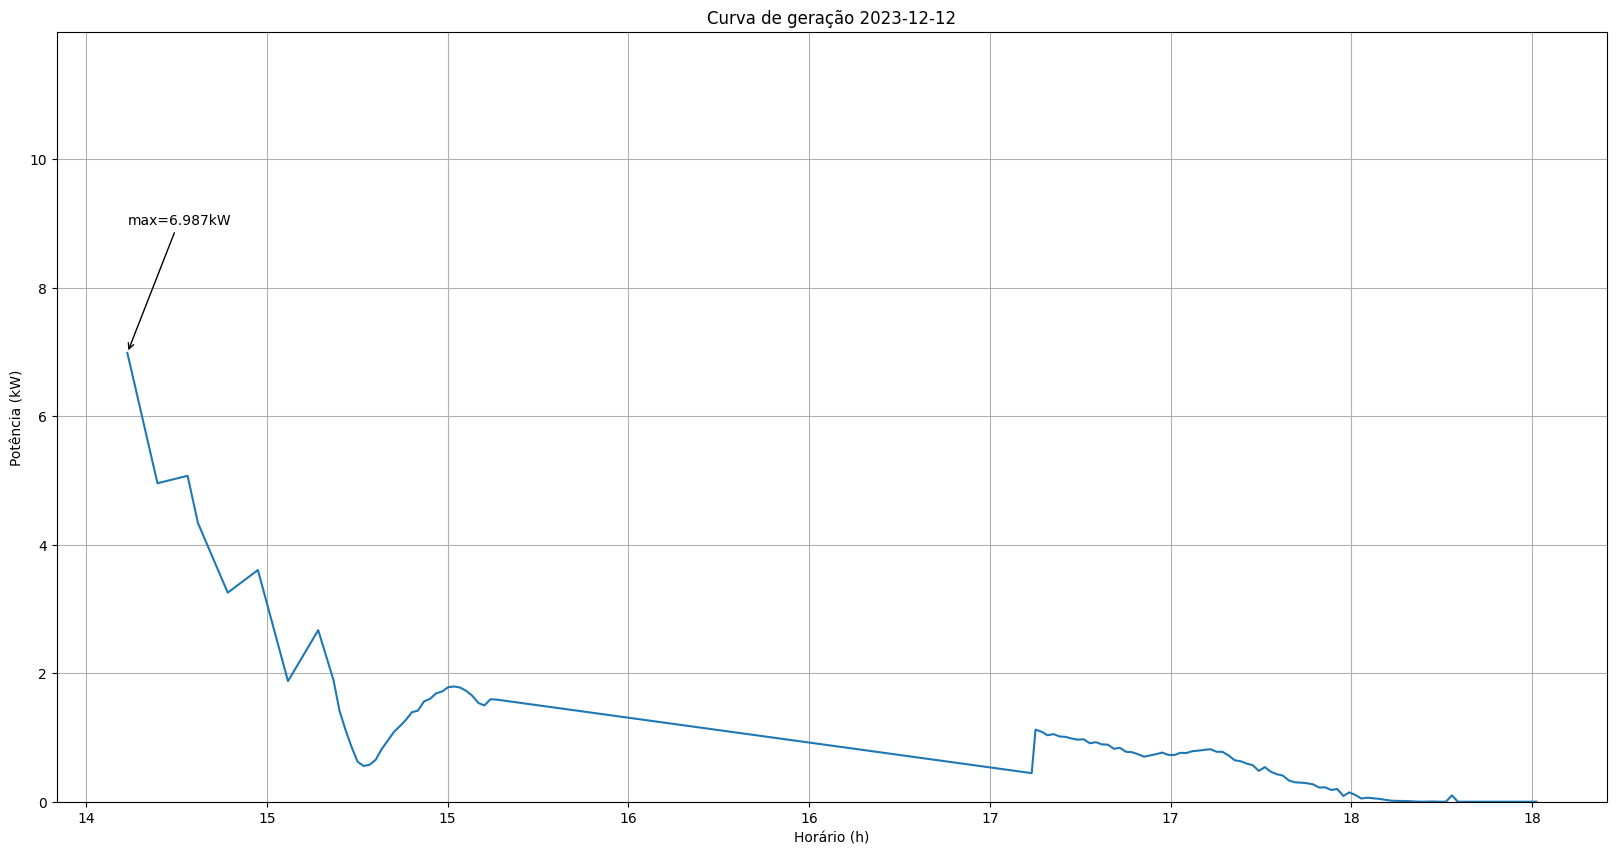 Curva de geração 2023-12-12
10
max=6.987kW
8
6
Potência (kW)
4
2
0
14 15 15 16 16 17 17 18 18
Horário (h)